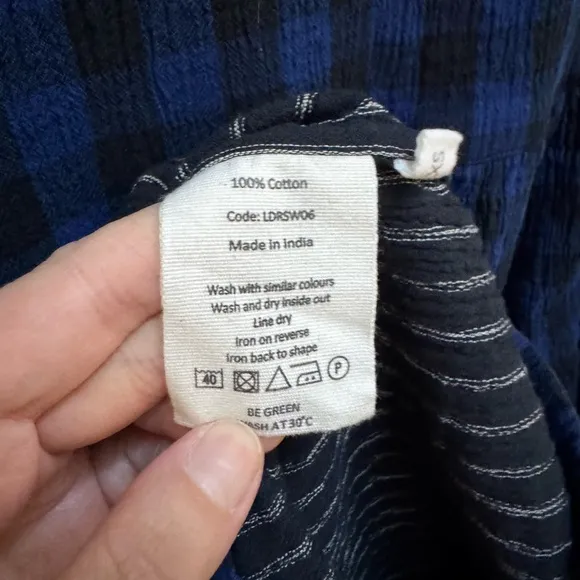 XS
100% Cotton
Code: LDRSW06
Made in India
Wash with similar colours
Wash and dry inside out
Line dry
Iron on reverse
Iron back to shape
40 P
BE GREEN
WASH AT 30°C